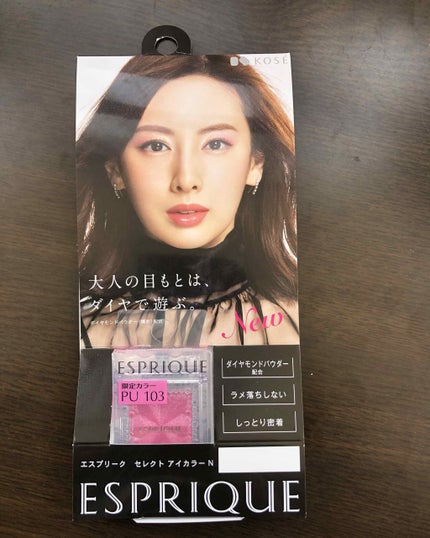 KOSÉ
大人の目もとは、
ダイヤで遊ぶ。
New
ESPRIQUE
限定カラー
PU 103
ダイヤモンドパウダー
配合
ラメ落ちしない
しっとり密着
エスプリーク セレクト アイカラー N
ESPRIQUE